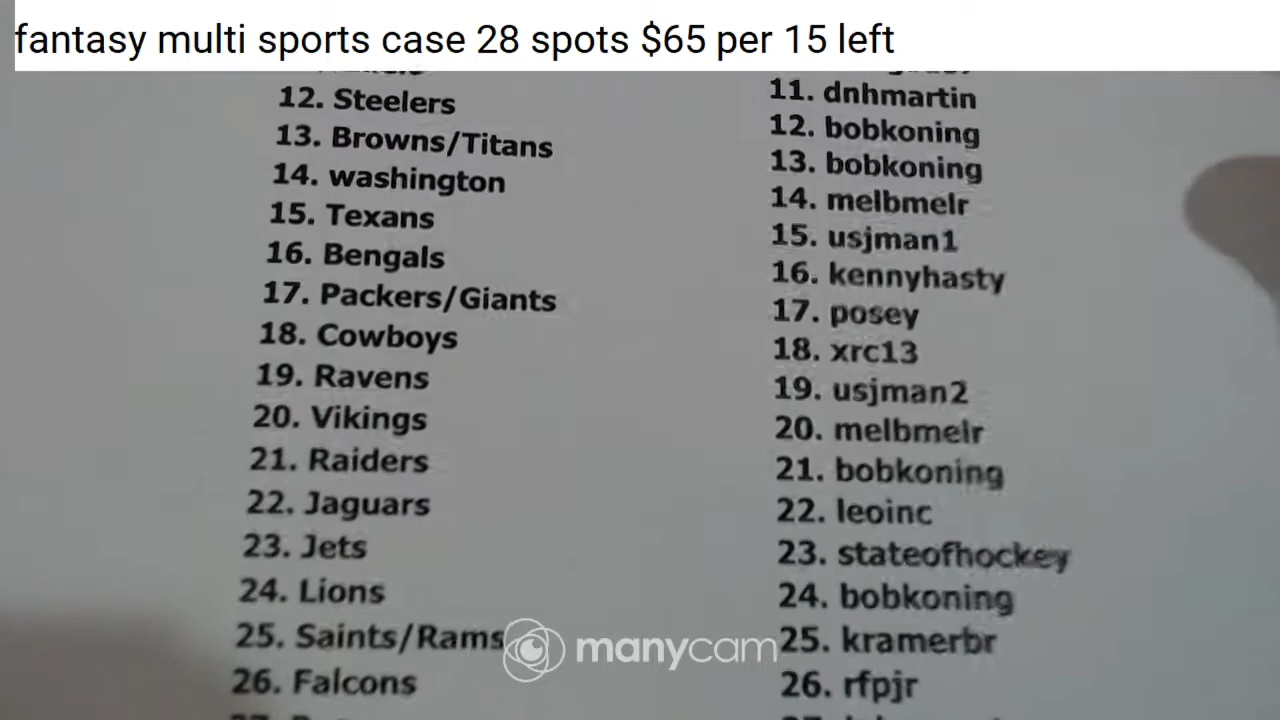 fantasy multi sports case 28 spots $65 per 15 left
12. Steelers
13. Browns/Titans
14. washington
15. Texans
16. Bengals
17. Packers/Giants
18. Cowboys
19. Ravens
20. Vikings
21. Raiders
22. Jaguars
23. Jets
24. Lions
25. Saints/Rams
26. Falcons
11. dnhmartin
12. bobkoning
13. bobkoning
14. melbmelr
15. usjman1
16. kennyhasty
17. posey
18. xrc13
19. usjman2
20. melbmelr
21. bobkoning
22. leoinc
23. stateofhockey
24. bobkoning
25. kramerbr
26. rfpjr
manycam